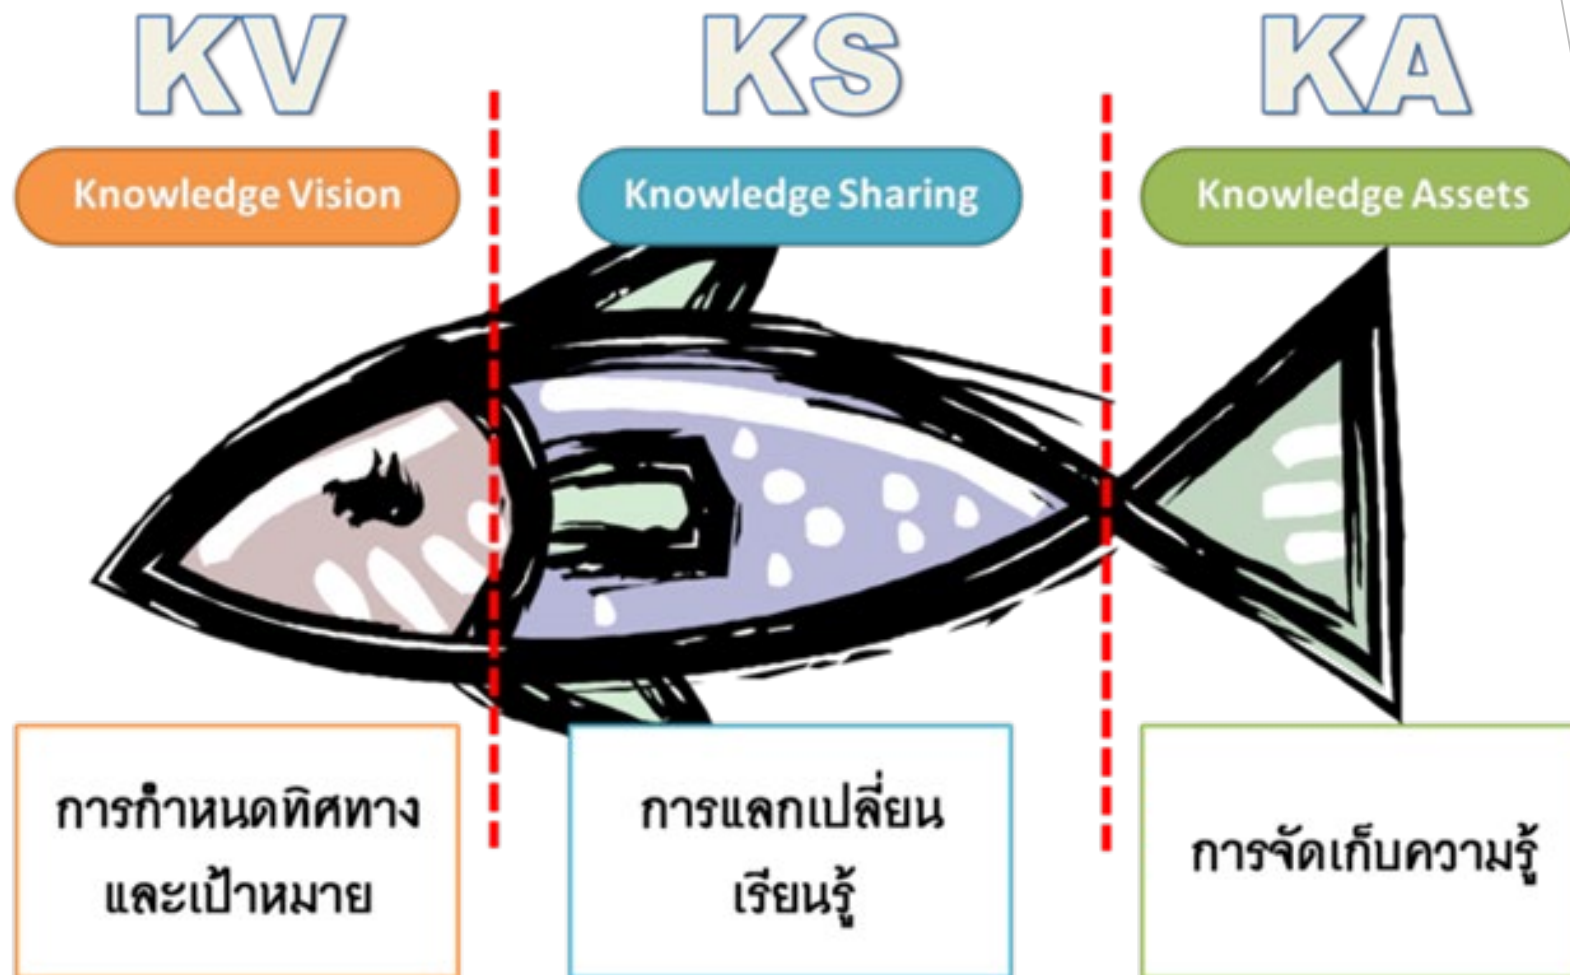 KV
KS
KA
Knowledge Vision
Knowledge Sharing
Knowledge Assets
การกำหนดทิศทาง
และเป้าหมาย
การแลกเปลี่ยน
เรียนรู้
การจัดเก็บความรู้